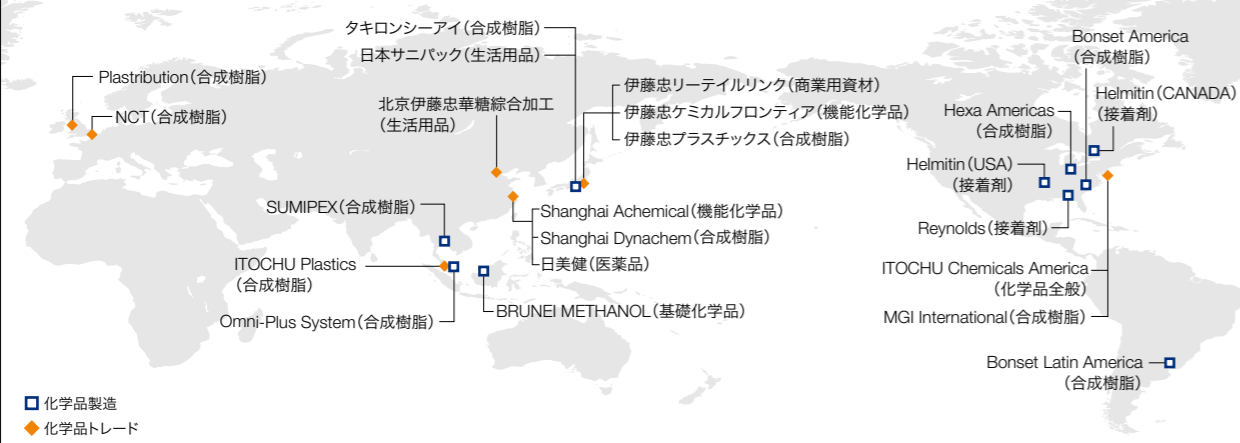 タキロンシーアイ（合成樹脂）
日本サニパック（生活用品）
Plastribution（合成樹脂）
NCT（合成樹脂）
北京伊藤忠華糖綜合加工
（生活用品）
伊藤忠リーテイルリンク（商業用資材）
伊藤忠ケミカルフロンティア（機能化学品）
伊藤忠プラスチックス（合成樹脂）
SUMIPEX（合成樹脂）
Shanghai Achemical（機能化学品）
Shanghai Dynachem（合成樹脂）
日美健（医薬品）
ITOCHU Plastics
（合成樹脂）
Omni-Plus System（合成樹脂）
BRUNEI METHANOL（基礎化学品）
Bonset America
（合成樹脂）
Helmitin（CANADA）
（接着剤）
Hexa Americas
（合成樹脂）
Helmitin（USA）
（接着剤）
Reynolds（接着剤）
ITOCHU Chemicals America
（化学品全般）
MGI International（合成樹脂）
Bonset Latin America
（合成樹脂）
化学品製造
化学品トレード